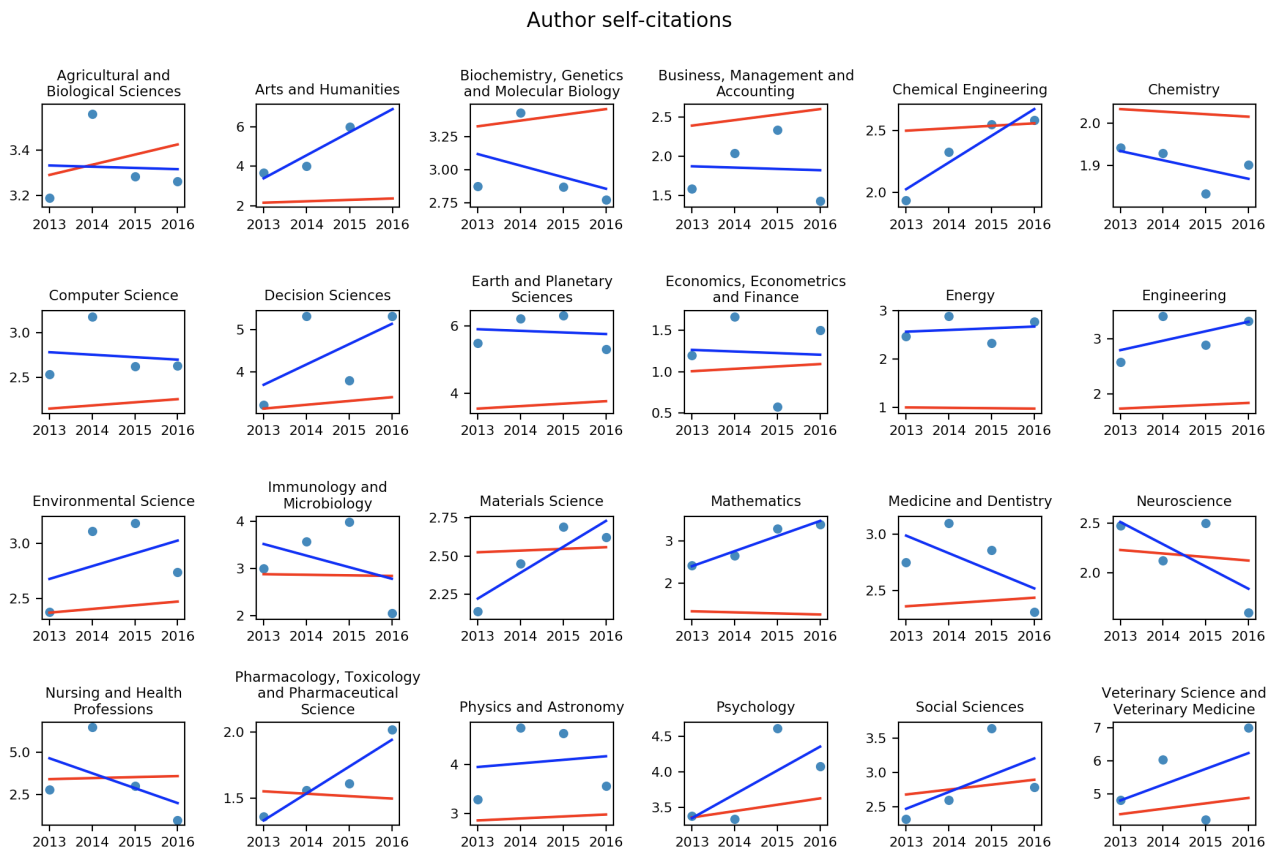 Author self-citations
Agricultural and
Biological Sciences
3.4
3.2
2013 2014 2015 2016
Arts and Humanities
6
4
2
2013 2014 2015 2016
Biochemistry, Genetics
and Molecular Biology
3.25
3.00
2.75
2013 2014 2015 2016
Business, Management and
Accounting
2.5
2.0
1.5
2013 2014 2015 2016
Chemical Engineering
2.5
2.0
2013 2014 2015 2016
Chemistry
2.0
1.9
2013 2014 2015 2016
Computer Science
3.0
2.5
2013 2014 2015 2016
Decision Sciences
5
4
2013 2014 2015 2016
Earth and Planetary
Sciences
6
4
2013 2014 2015 2016
Economics, Econometrics
and Finance
1.5
1.0
0.5
2013 2014 2015 2016
Energy
3
2
1
2013 2014 2015 2016
Engineering
3
2
2013 2014 2015 2016
Environmental Science
3.0
2.5
2013 2014 2015 2016
Immunology and
Microbiology
4
3
2
2013 2014 2015 2016
Materials Science
2.75
2.50
2.25
2013 2014 2015 2016
Mathematics
3
2
2013 2014 2015 2016
Medicine and Dentistry
3.0
2.5
2013 2014 2015 2016
Neuroscience
2.5
2.0
2013 2014 2015 2016
Nursing and Health
Professions
5.0
2.5
2013 2014 2015 2016
Pharmacology, Toxicology
and Pharmaceutical
Science
2.0
1.5
2013 2014 2015 2016
Physics and Astronomy
4
3
2013 2014 2015 2016
Psychology
4.5
4.0
3.5
2013 2014 2015 2016
Social Sciences
3.5
3.0
2.5
2013 2014 2015 2016
Veterinary Science and
Veterinary Medicine
7
6
5
2013 2014 2015 2016